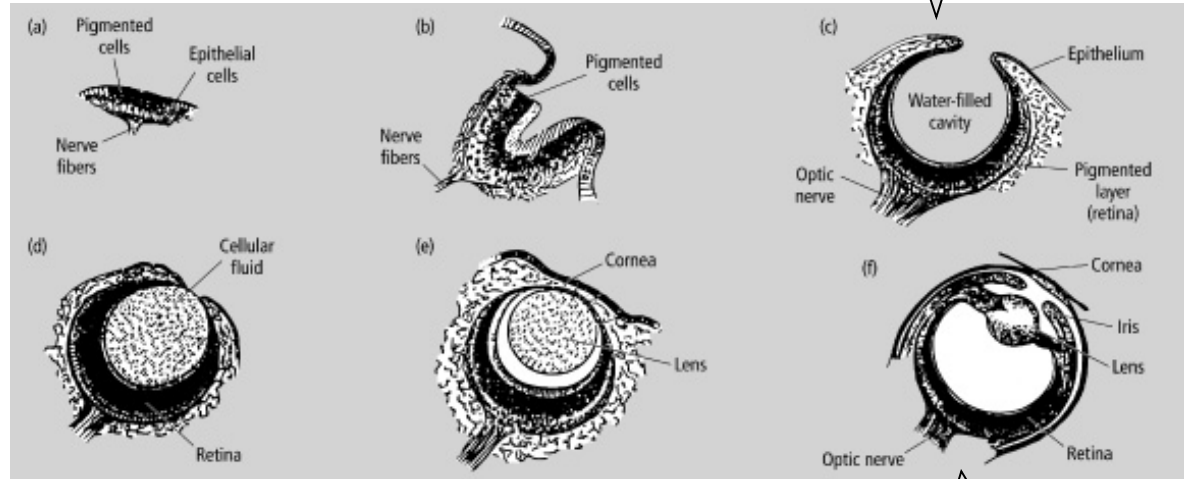 (a)
Pigmented
cells
Epithelial
cells
Nerve
fibers
(b)
Pigmented
cells
Nerve
fibers
(c)
Epithelium
Water-filled
cavity
Optic
nerve
Pigmented
layer
(retina)
(d)
Cellular
fluid
Retina
(e)
Cornea
Lens
(f)
Cornea
Iris
Lens
Optic nerve
Retina